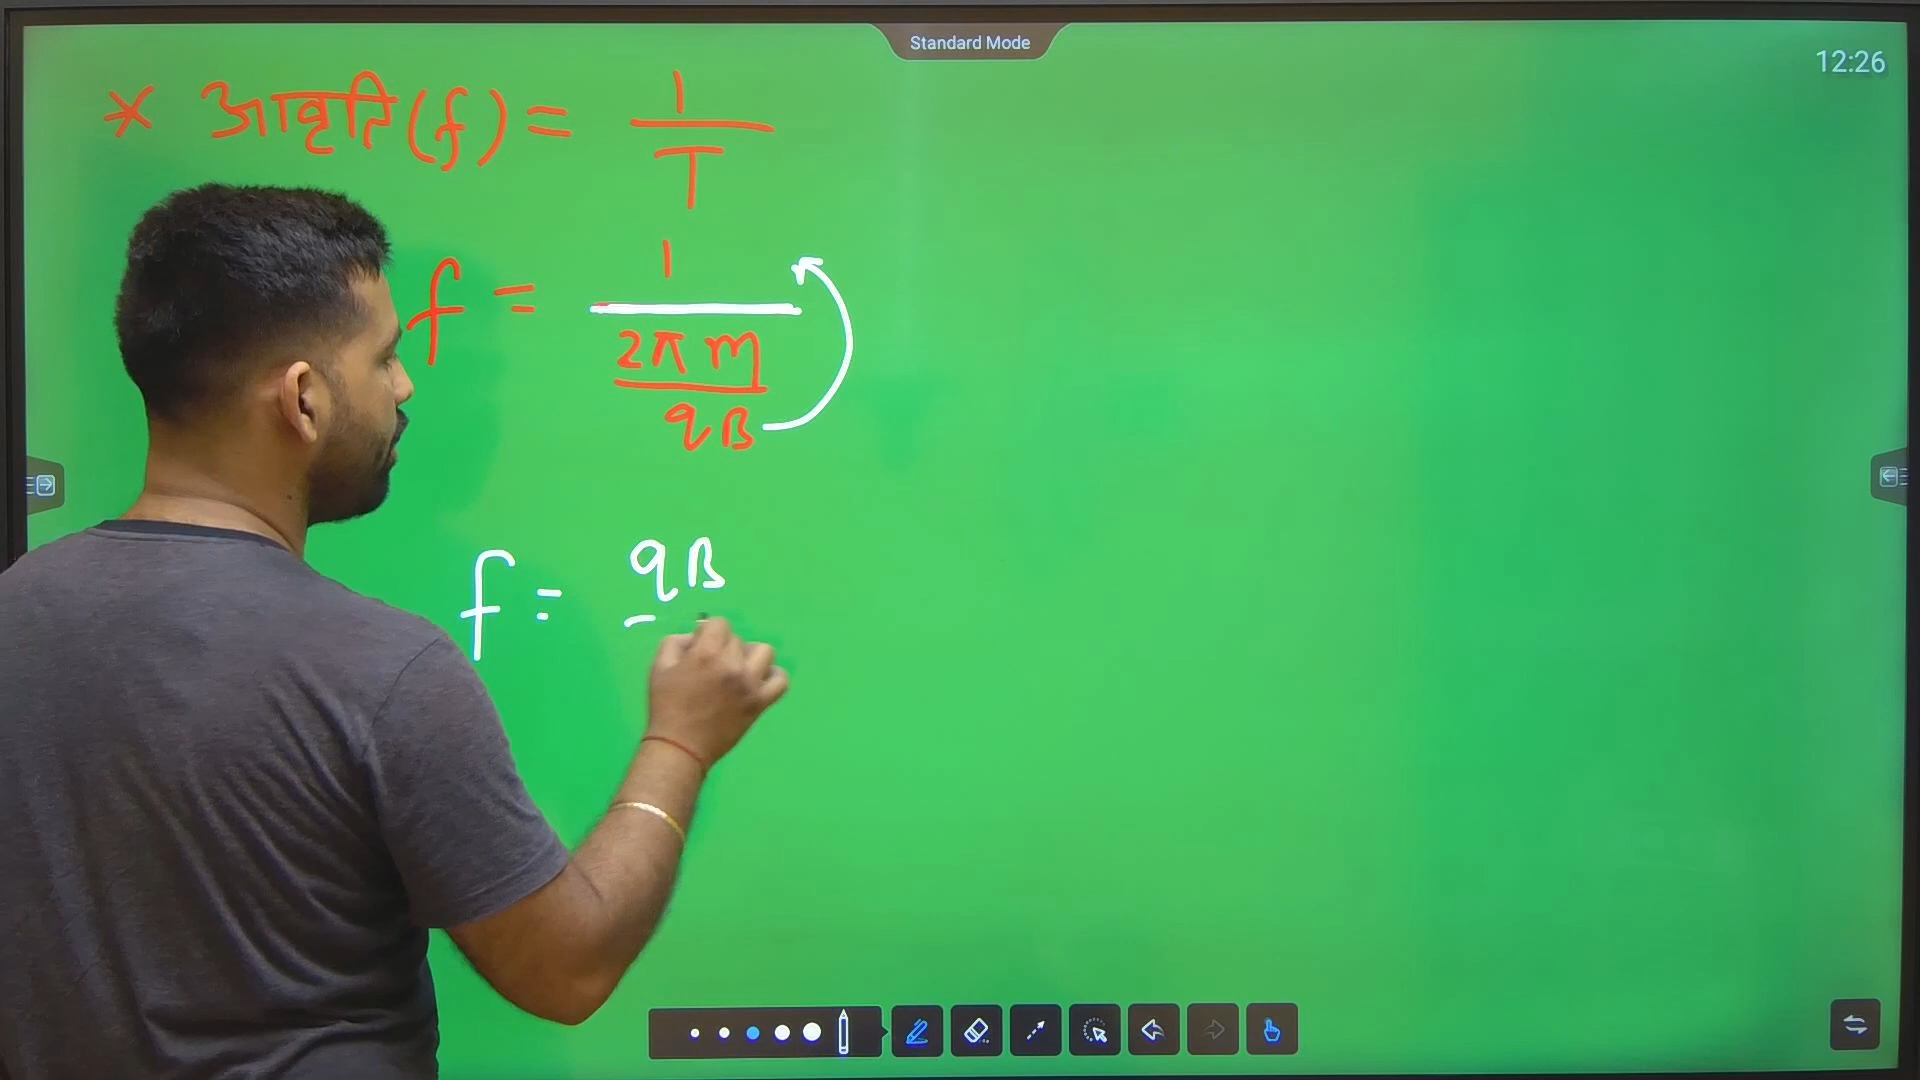 Standard Mode
12:26
* आवृति (f) = 1/T
f = 1/(2πm/qB)
f = qB